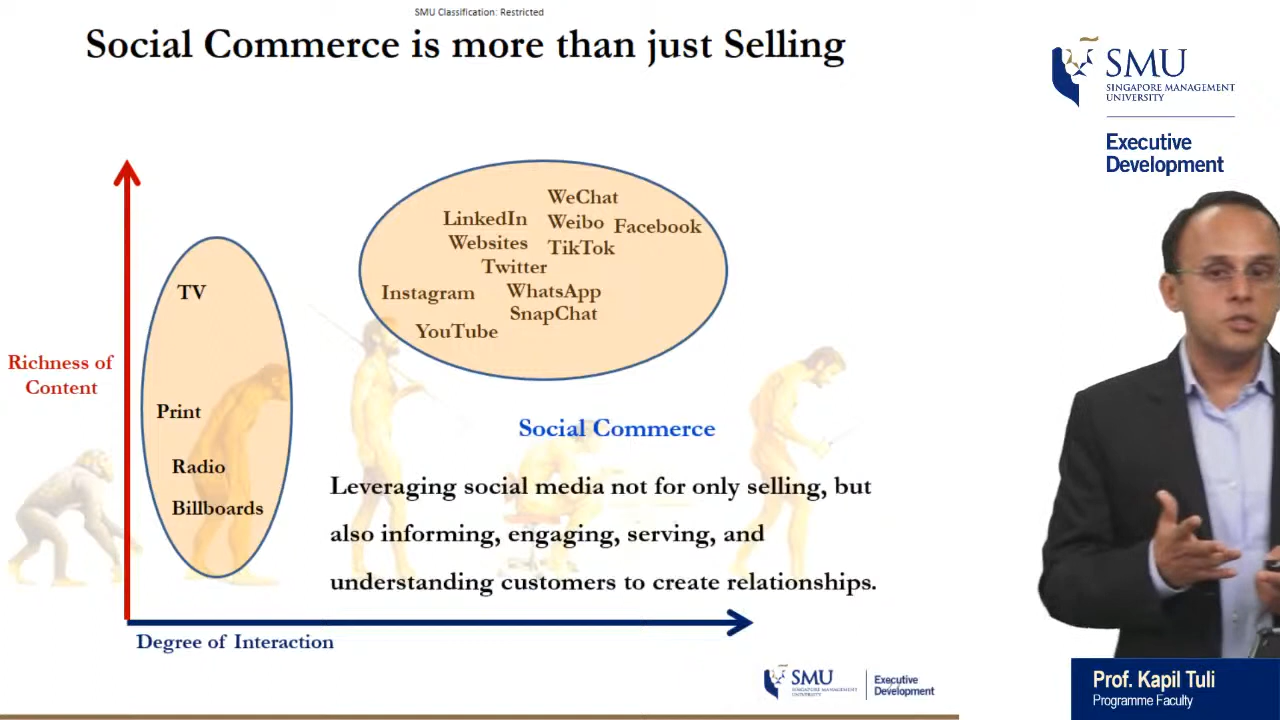 SMU Classification: Restricted
Social Commerce is more than just Selling
SMU
SINGAPORE MANAGEMENT
UNIVERSITY
Executive
Development
WeChat
LinkedIn
Weibo
Facebook
Websites
TikTok
Twitter
TV
Instagram
WhatsApp
SnapChat
YouTube
Richness of
Content
Print
Social Commerce
Radio
Leveraging social media not for only selling, but
Billboards
also informing, engaging, serving, and
understanding customers to create relationships.
Degree of Interaction
SMU
SINGAPORE MANAGEMENT
UNIVERSITY
Executive
Development
Prof. Kapil Tuli
Programme Faculty